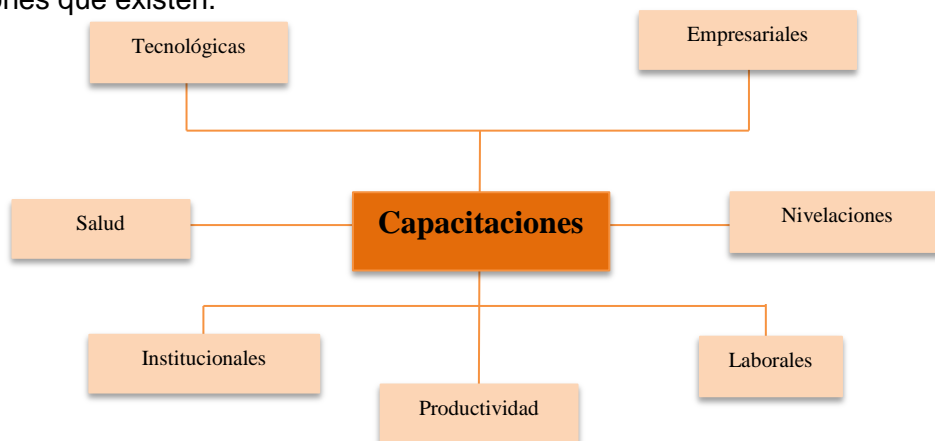 ones que existen:
Tecnológicas
Empresariales
Salud
Capacitaciones
Nivelaciones
Institucionales
Laborales
Productividad